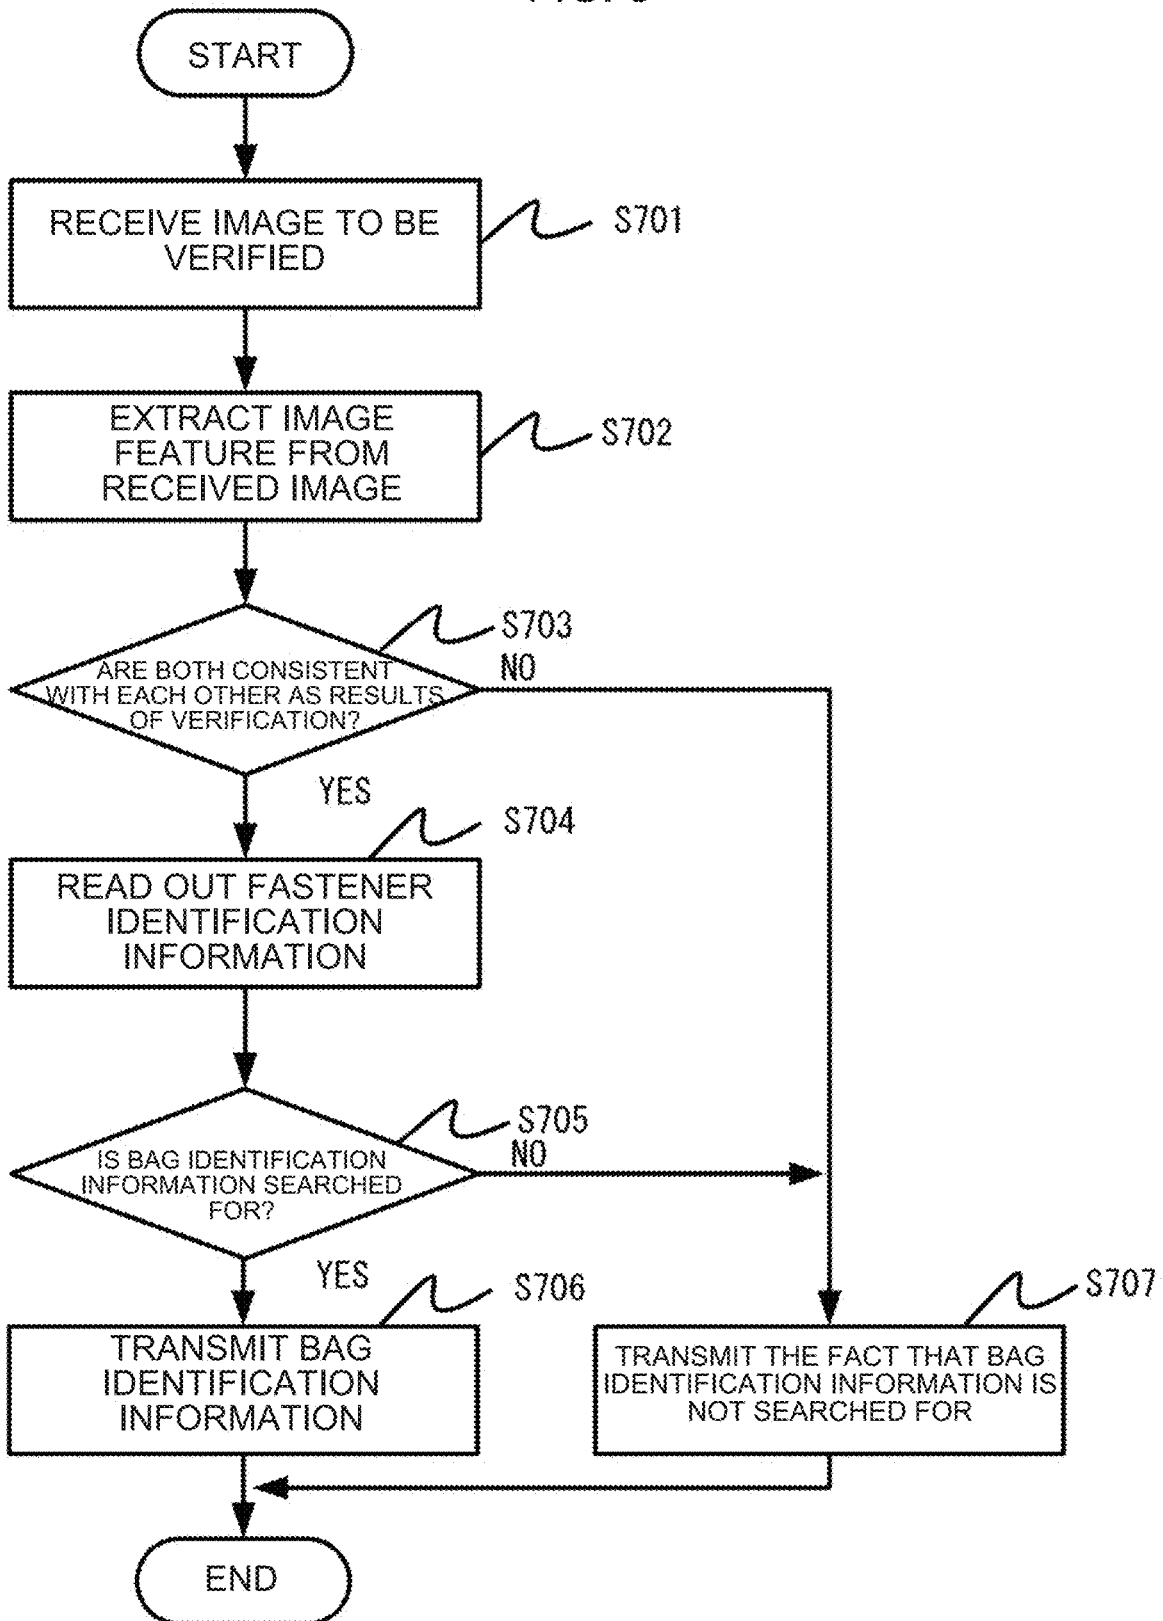 START
RECEIVE IMAGE TO BE
VERIFIED
S701
EXTRACT IMAGE
FEATURE FROM
RECEIVED IMAGE
S702
S703
ARE BOTH CONSISTENT
WITH EACH OTHER AS RESULTS
OF VERIFICATION?
NO
YES
S704
READ OUT FASTENER
IDENTIFICATION
INFORMATION
S705
IS BAG IDENTIFICATION
INFORMATION SEARCHED
FOR?
NO
YES
S706
TRANSMIT BAG
IDENTIFICATION
INFORMATION
S707
TRANSMIT THE FACT THAT BAG
IDENTIFICATION INFORMATION IS
NOT SEARCHED FOR
END